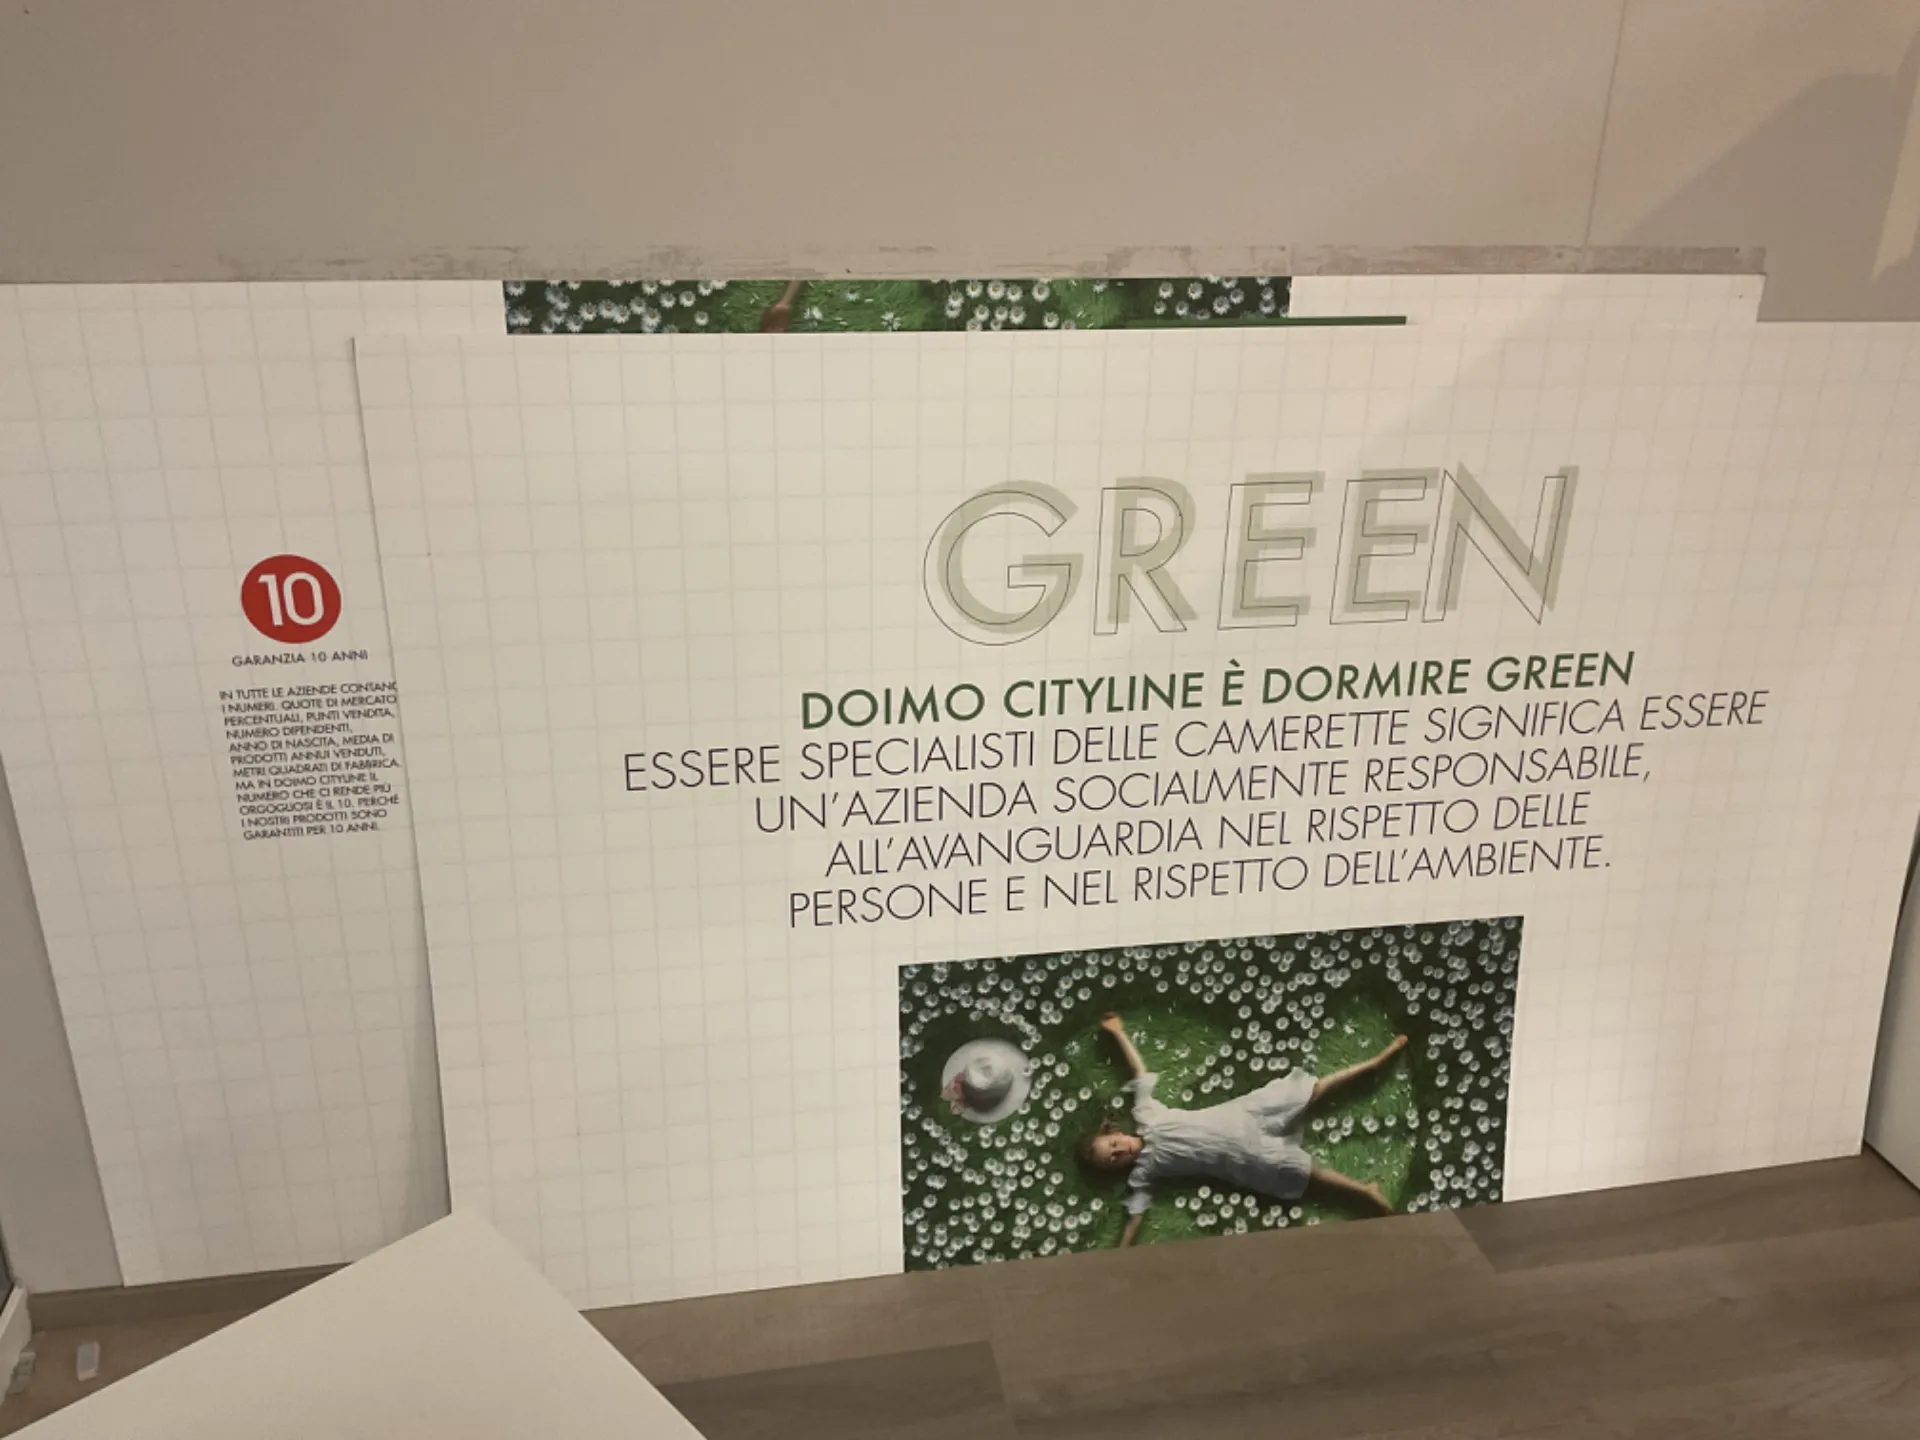 10
GARANZIA 10 ANNI
IN TUTTE LE AZIENDE CONTANO
I NUMERI. QUOTE DI MERCATO
PERCENTUALI, PUNTI VENDITA,
NUMERO DIPENDENTI,
ANNO DI NASCITA, MEDIA DI
PRODOTTI ANNUI VENDUTI,
METRI QUADRATI DI FABBRICA.
MA IN DOIMO CITYLINE IL
NUMERO CHE CI RENDE PIÙ
ORGOGLIOSI È IL 10. PERCHÉ
I NOSTRI PRODOTTI SONO
GARANTITI PER 10 ANNI.
GREEN
DOIMO CITYLINE È DORMIRE GREEN
ESSERE SPECIALISTI DELLE CAMERETTE SIGNIFICA ESSERE
UN'AZIENDA SOCIALMENTE RESPONSABILE,
ALL'AVANGUARDIA NEL RISPETTO DELLE
PERSONE E NEL RISPETTO DELL'AMBIENTE.